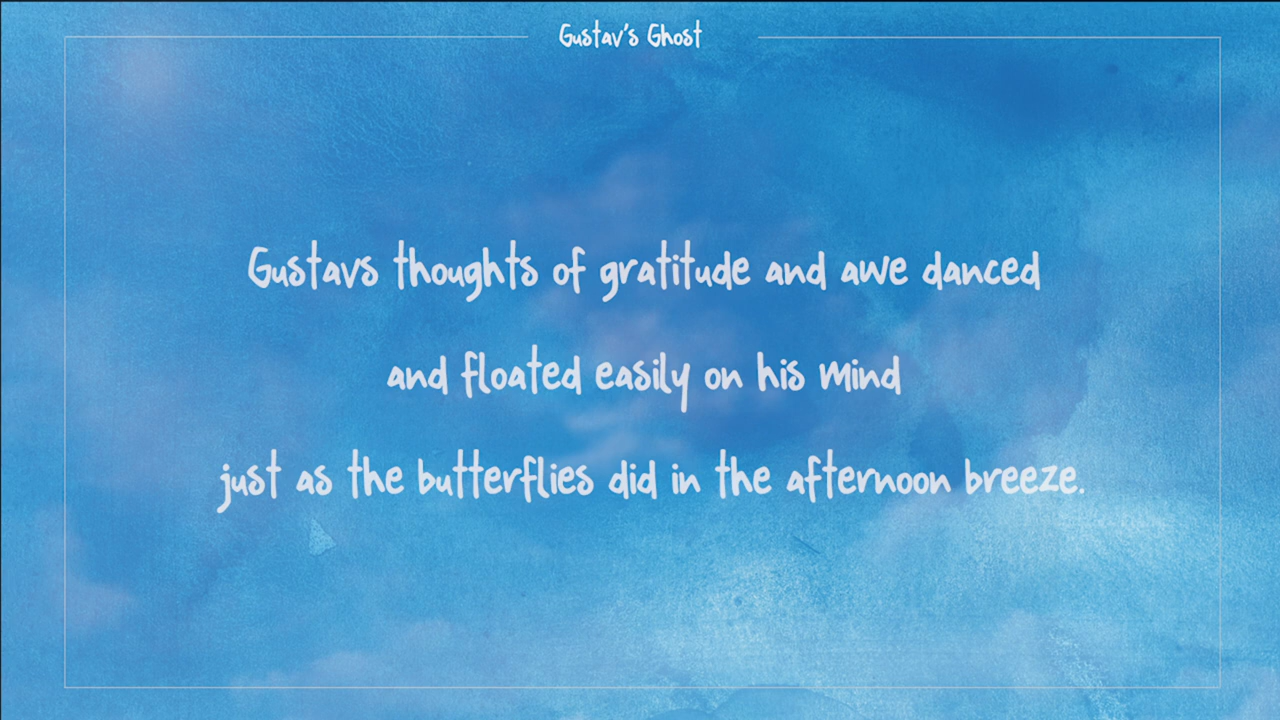 Gustav's Ghost
Gustavs thoughts of gratitude and awe danced
and floated easily on his mind
just as the butterflies did in the afternoon breeze.